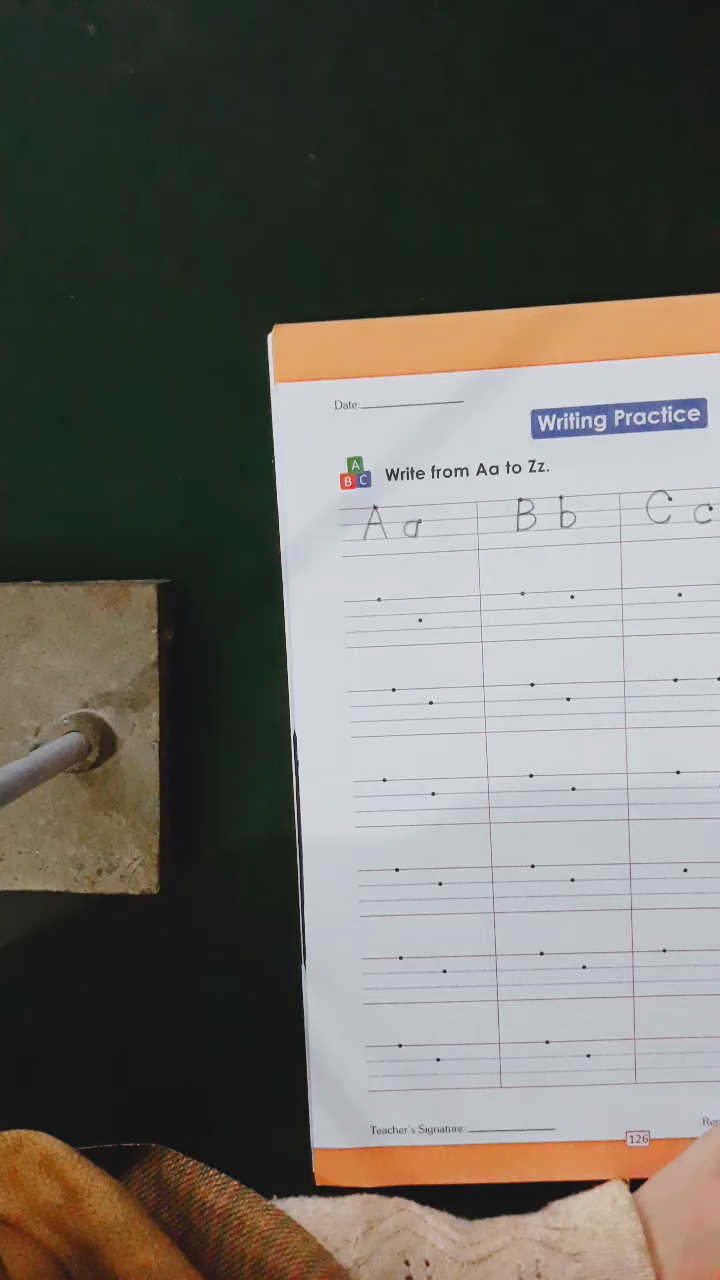 Date:
Writing Practice
A
B C
Write from Aa to Zz.
A a B b C c
Teacher's Signature:
126